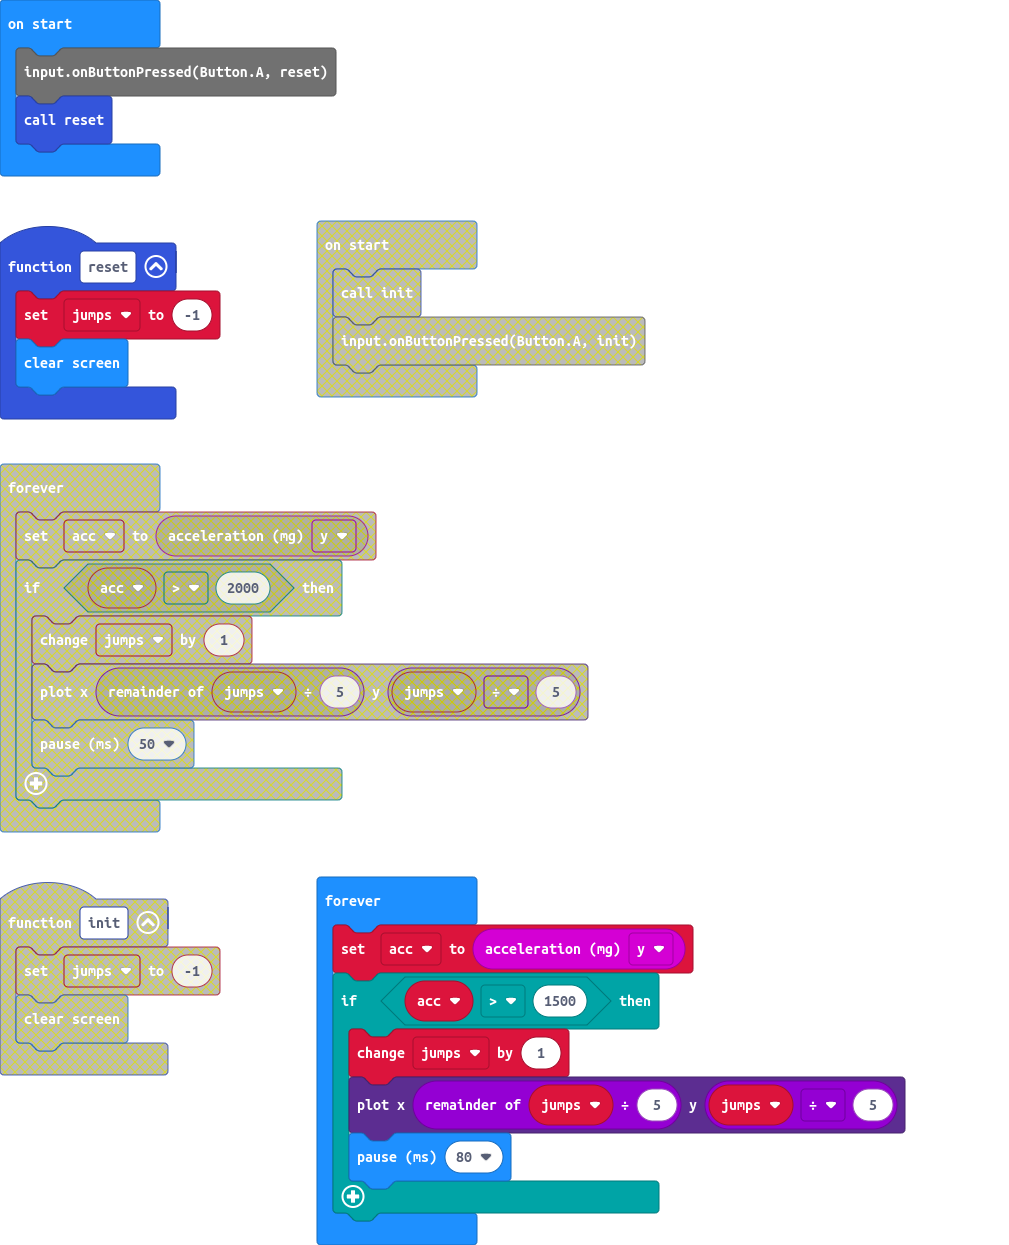 on start
input.onButtonPressed(Button.A, reset)
call reset
function reset
set jumps to -1
clear screen
on start
call init
input.onButtonPressed(Button.A, init)
forever
set acc to acceleration (mg) y
if acc > 2000 then
change jumps by 1
plot x remainder of jumps ÷ 5 y jumps ÷ 5
pause (ms) 50
function init
set jumps to -1
clear screen
forever
set acc to acceleration (mg) y
if acc > 1500 then
change jumps by 1
plot x remainder of jumps ÷ 5 y jumps ÷ 5
pause (ms) 80